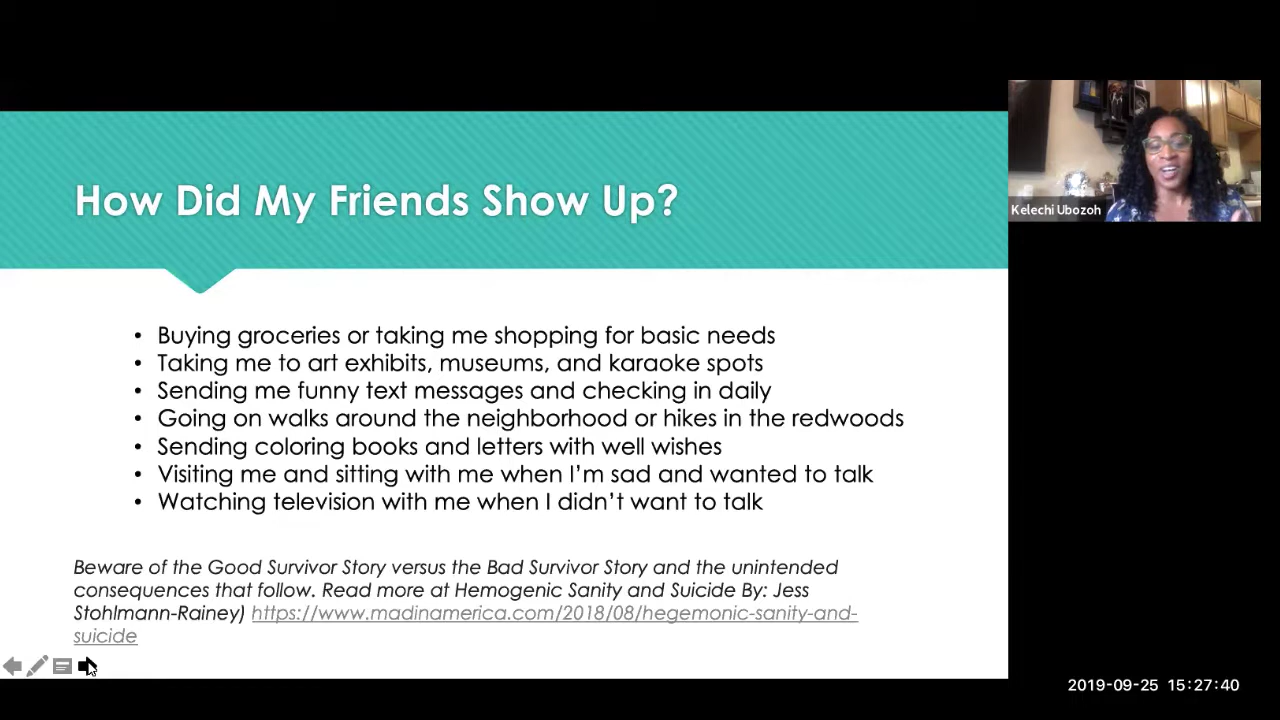 How Did My Friends Show Up?
Kelechi Ubozoh
• Buying groceries or taking me shopping for basic needs
• Taking me to art exhibits, museums, and karaoke spots
• Sending me funny text messages and checking in daily
• Going on walks around the neighborhood or hikes in the redwoods
• Sending coloring books and letters with well wishes
• Visiting me and sitting with me when I'm sad and wanted to talk
• Watching television with me when I didn't want to talk
Beware of the Good Survivor Story versus the Bad Survivor Story and the unintended
consequences that follow. Read more at Hemogenic Sanity and Suicide By: Jess
Stohlmann-Rainey) https://www.madinamerica.com/2018/08/hegemonic-sanity-and-
suicide
2019-09-25 15:27:40